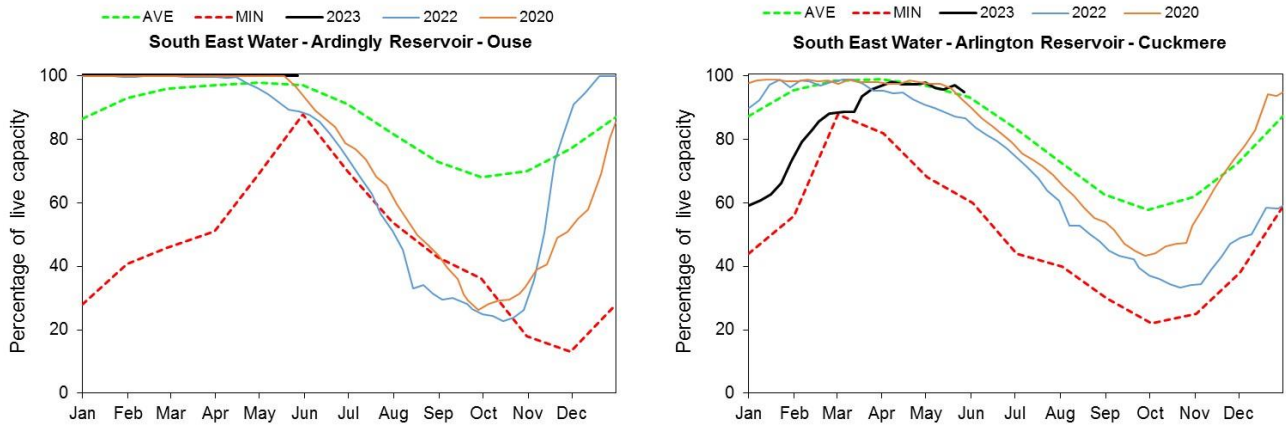 AVE MIN 2023 2022 2020
South East Water - Ardingly Reservoir - Ouse
Percentage of live capacity
100
80
60
40
20
0
Jan Feb Mar Apr May Jun Jul Aug Sep Oct Nov Dec
AVE MIN 2023 2022 2020
South East Water - Arlington Reservoir - Cuckmere
Percentage of live capacity
100
80
60
40
20
0
Jan Feb Mar Apr May Jun Jul Aug Sep Oct Nov Dec